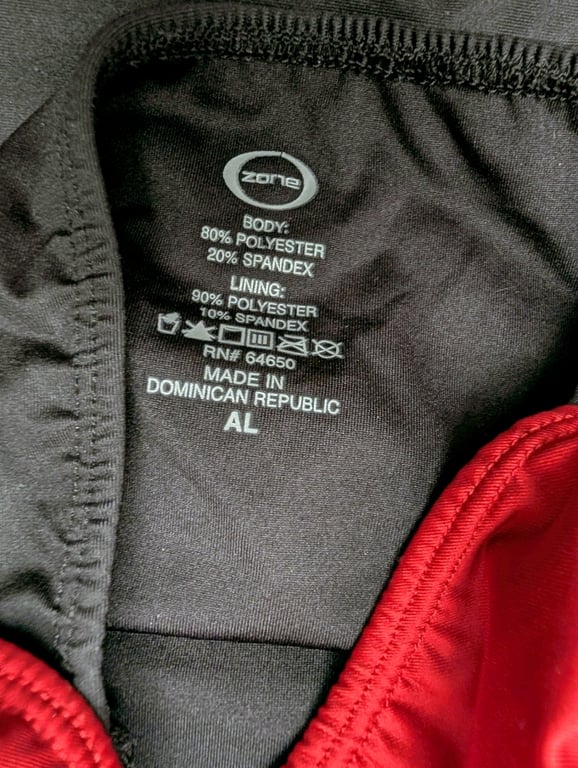 ZONE
BODY:
80% POLYESTER
20% SPANDEX
LINING:
90% POLYESTER
10% SPANDEX
RN# 64650
MADE IN
DOMINICAN REPUBLIC
AL